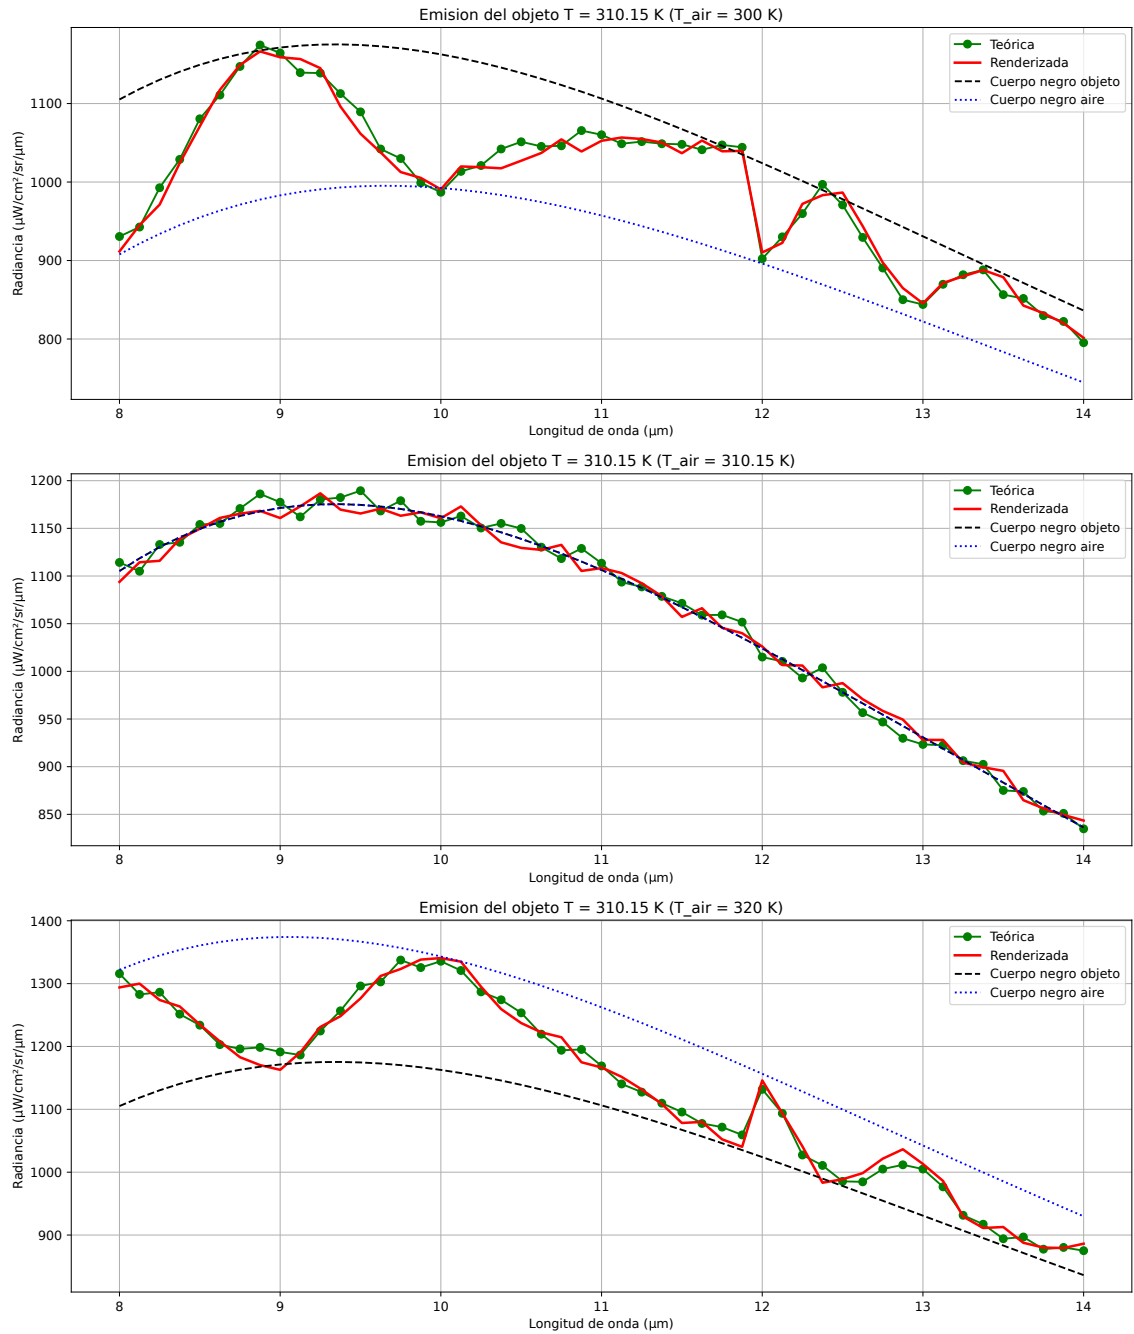 Emision del objeto T = 310.15 K (T_air = 300 K)
Radiancia (μW/cm²/sr/μm)
1100
1000
900
800
Teórica
Renderizada
Cuerpo negro objeto
Cuerpo negro aire
8 9 10 11 12 13 14
Longitud de onda (μm)
Emision del objeto T = 310.15 K (T_air = 310.15 K)
Radiancia (μW/cm²/sr/μm)
1200
1150
1100
1050
1000
950
900
850
Teórica
Renderizada
Cuerpo negro objeto
Cuerpo negro aire
8 9 10 11 12 13 14
Longitud de onda (μm)
Emision del objeto T = 310.15 K (T_air = 320 K)
Radiancia (μW/cm²/sr/μm)
1400
1300
1200
1100
1000
900
Teórica
Renderizada
Cuerpo negro objeto
Cuerpo negro aire
8 9 10 11 12 13 14
Longitud de onda (μm)